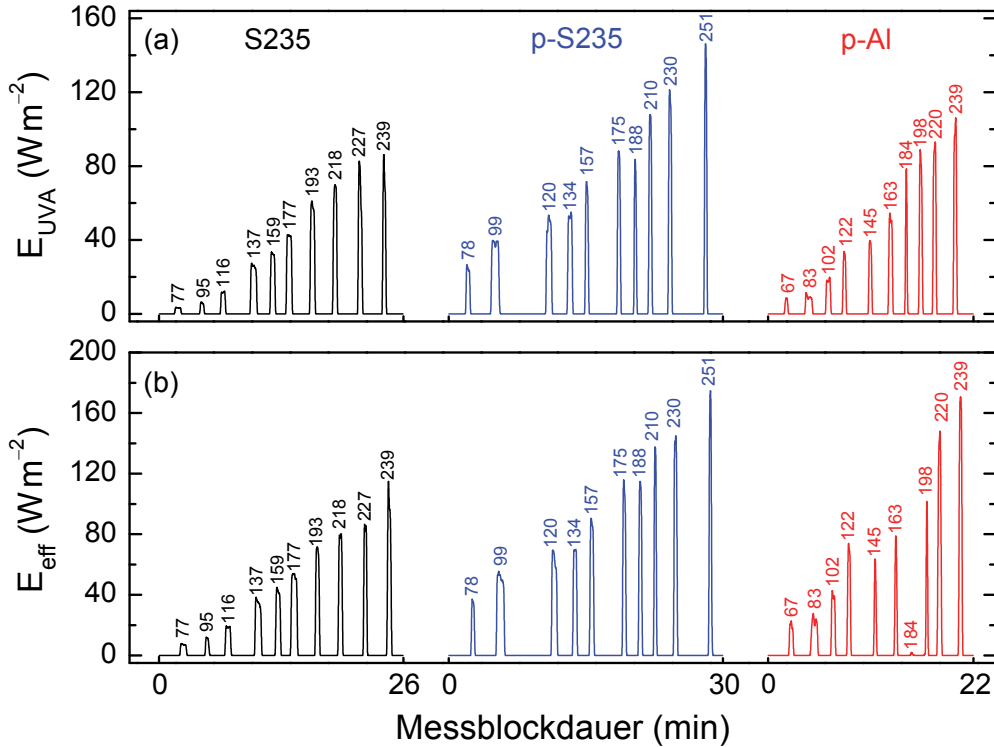 (a) S235 p-S235 p-Al
E_UVA (W m⁻²)
160
120
80
40
0
77 95 116 137 159 177 193 218 227 239
78 99 120 134 157 175 188 210 230 251
67 83 102 122 145 163 184 198 220 239
(b)
E_eff (W m⁻²)
200
160
120
80
40
0
77 95 116 137 159 177 193 218 227 239
78 99 120 134 157 175 188 210 230 251
67 83 102 122 145 163 184 198 220 239
0 26 0 30 0 22
Messblockdauer (min)